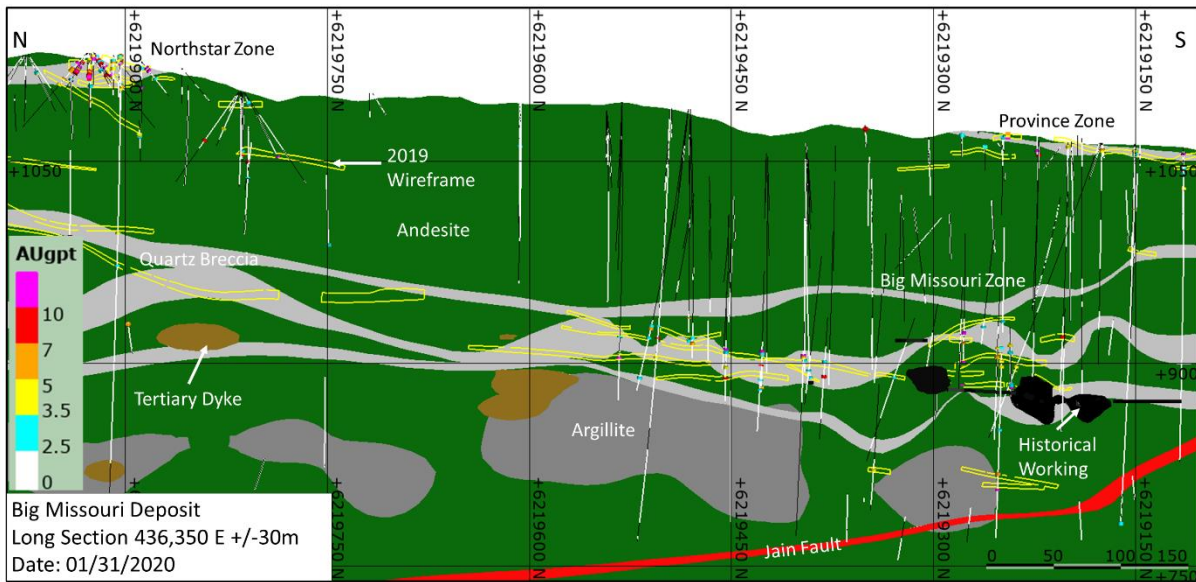 N
S
Northstar Zone
+6219900 N
+6219750 N
+6219600 N
+6219450 N
+6219300 N
+6219150 N
Province Zone
2019
Wireframe
+1050
+1050
Andesite
AUgpt
10
7
5
3.5
2.5
0
Quartz Breccia
Big Missouri Zone
+900
Tertiary Dyke
Argillite
Historical
Working
Big Missouri Deposit
Long Section 436,350 E +/-30m
Date: 01/31/2020
+6219750 N
+6219600 N
+6219450 N
+6219300 N
+6219150 N
Jain Fault
0 50 100 150
+750